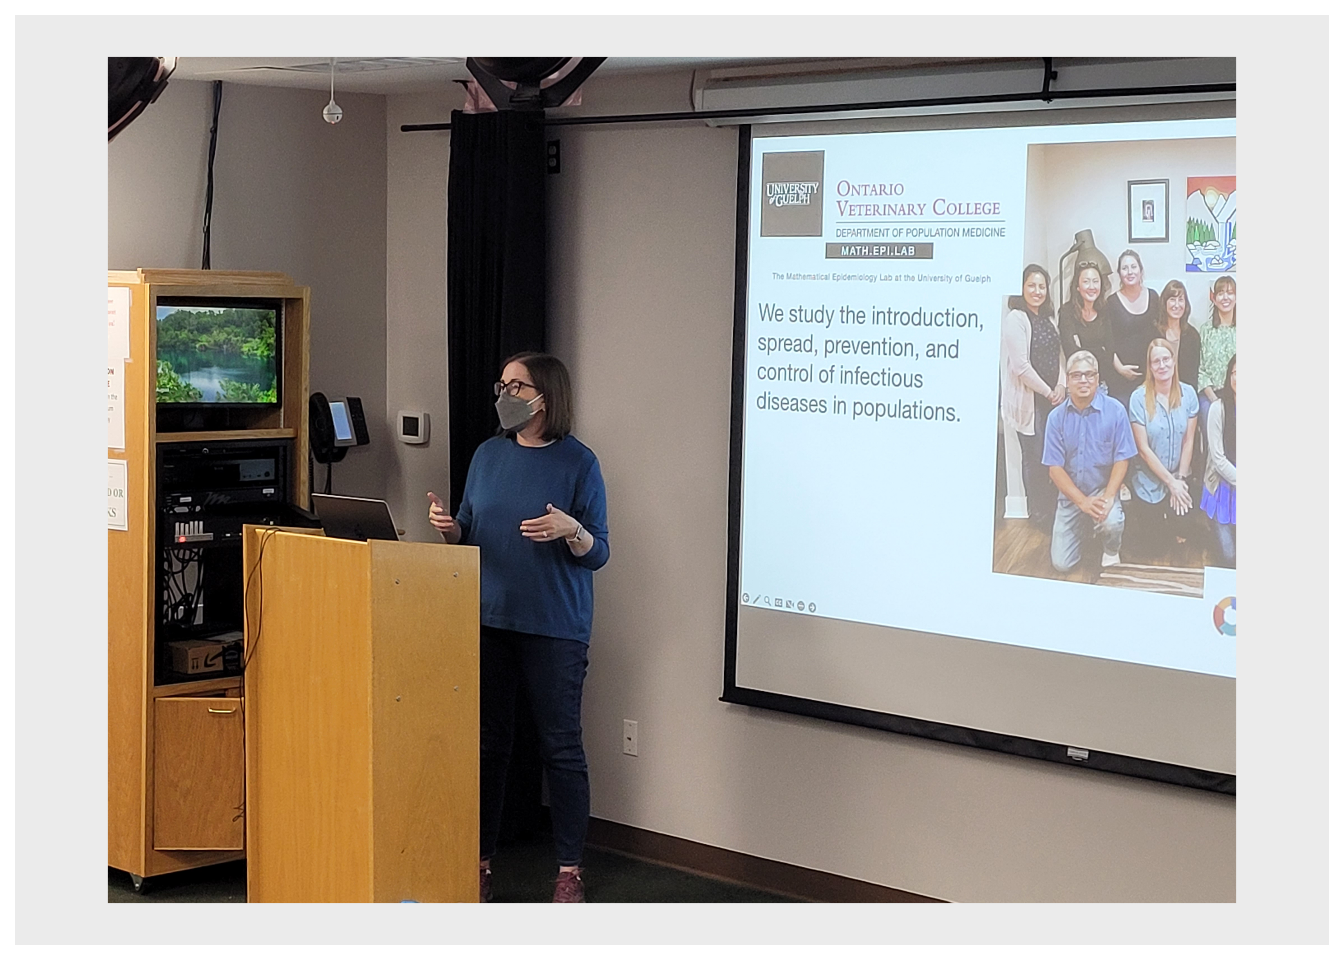 UNIVERSITY
of GUELPH
ONTARIO
VETERINARY COLLEGE
DEPARTMENT OF POPULATION MEDICINE
MATH.EPI.LAB
The Mathematical Epidemiology Lab at the University of Guelph
We study the introduction,
spread, prevention, and
control of infectious
diseases in populations.